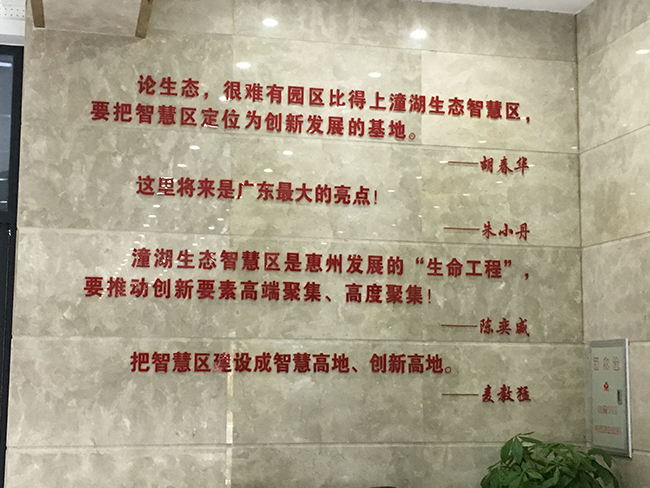 论生态，很难有园区比得上潼湖生态智慧区，
要把智慧区定位为创新发展的基地。
——胡春华
这里将来是广东最大的亮点！
——朱小丹
潼湖生态智慧区是惠州发展的“生命工程”，
要推动创新要素高端聚集、高度聚集！
——陈奕威
把智慧区建设成智慧高地、创新高地。
——麦教猛